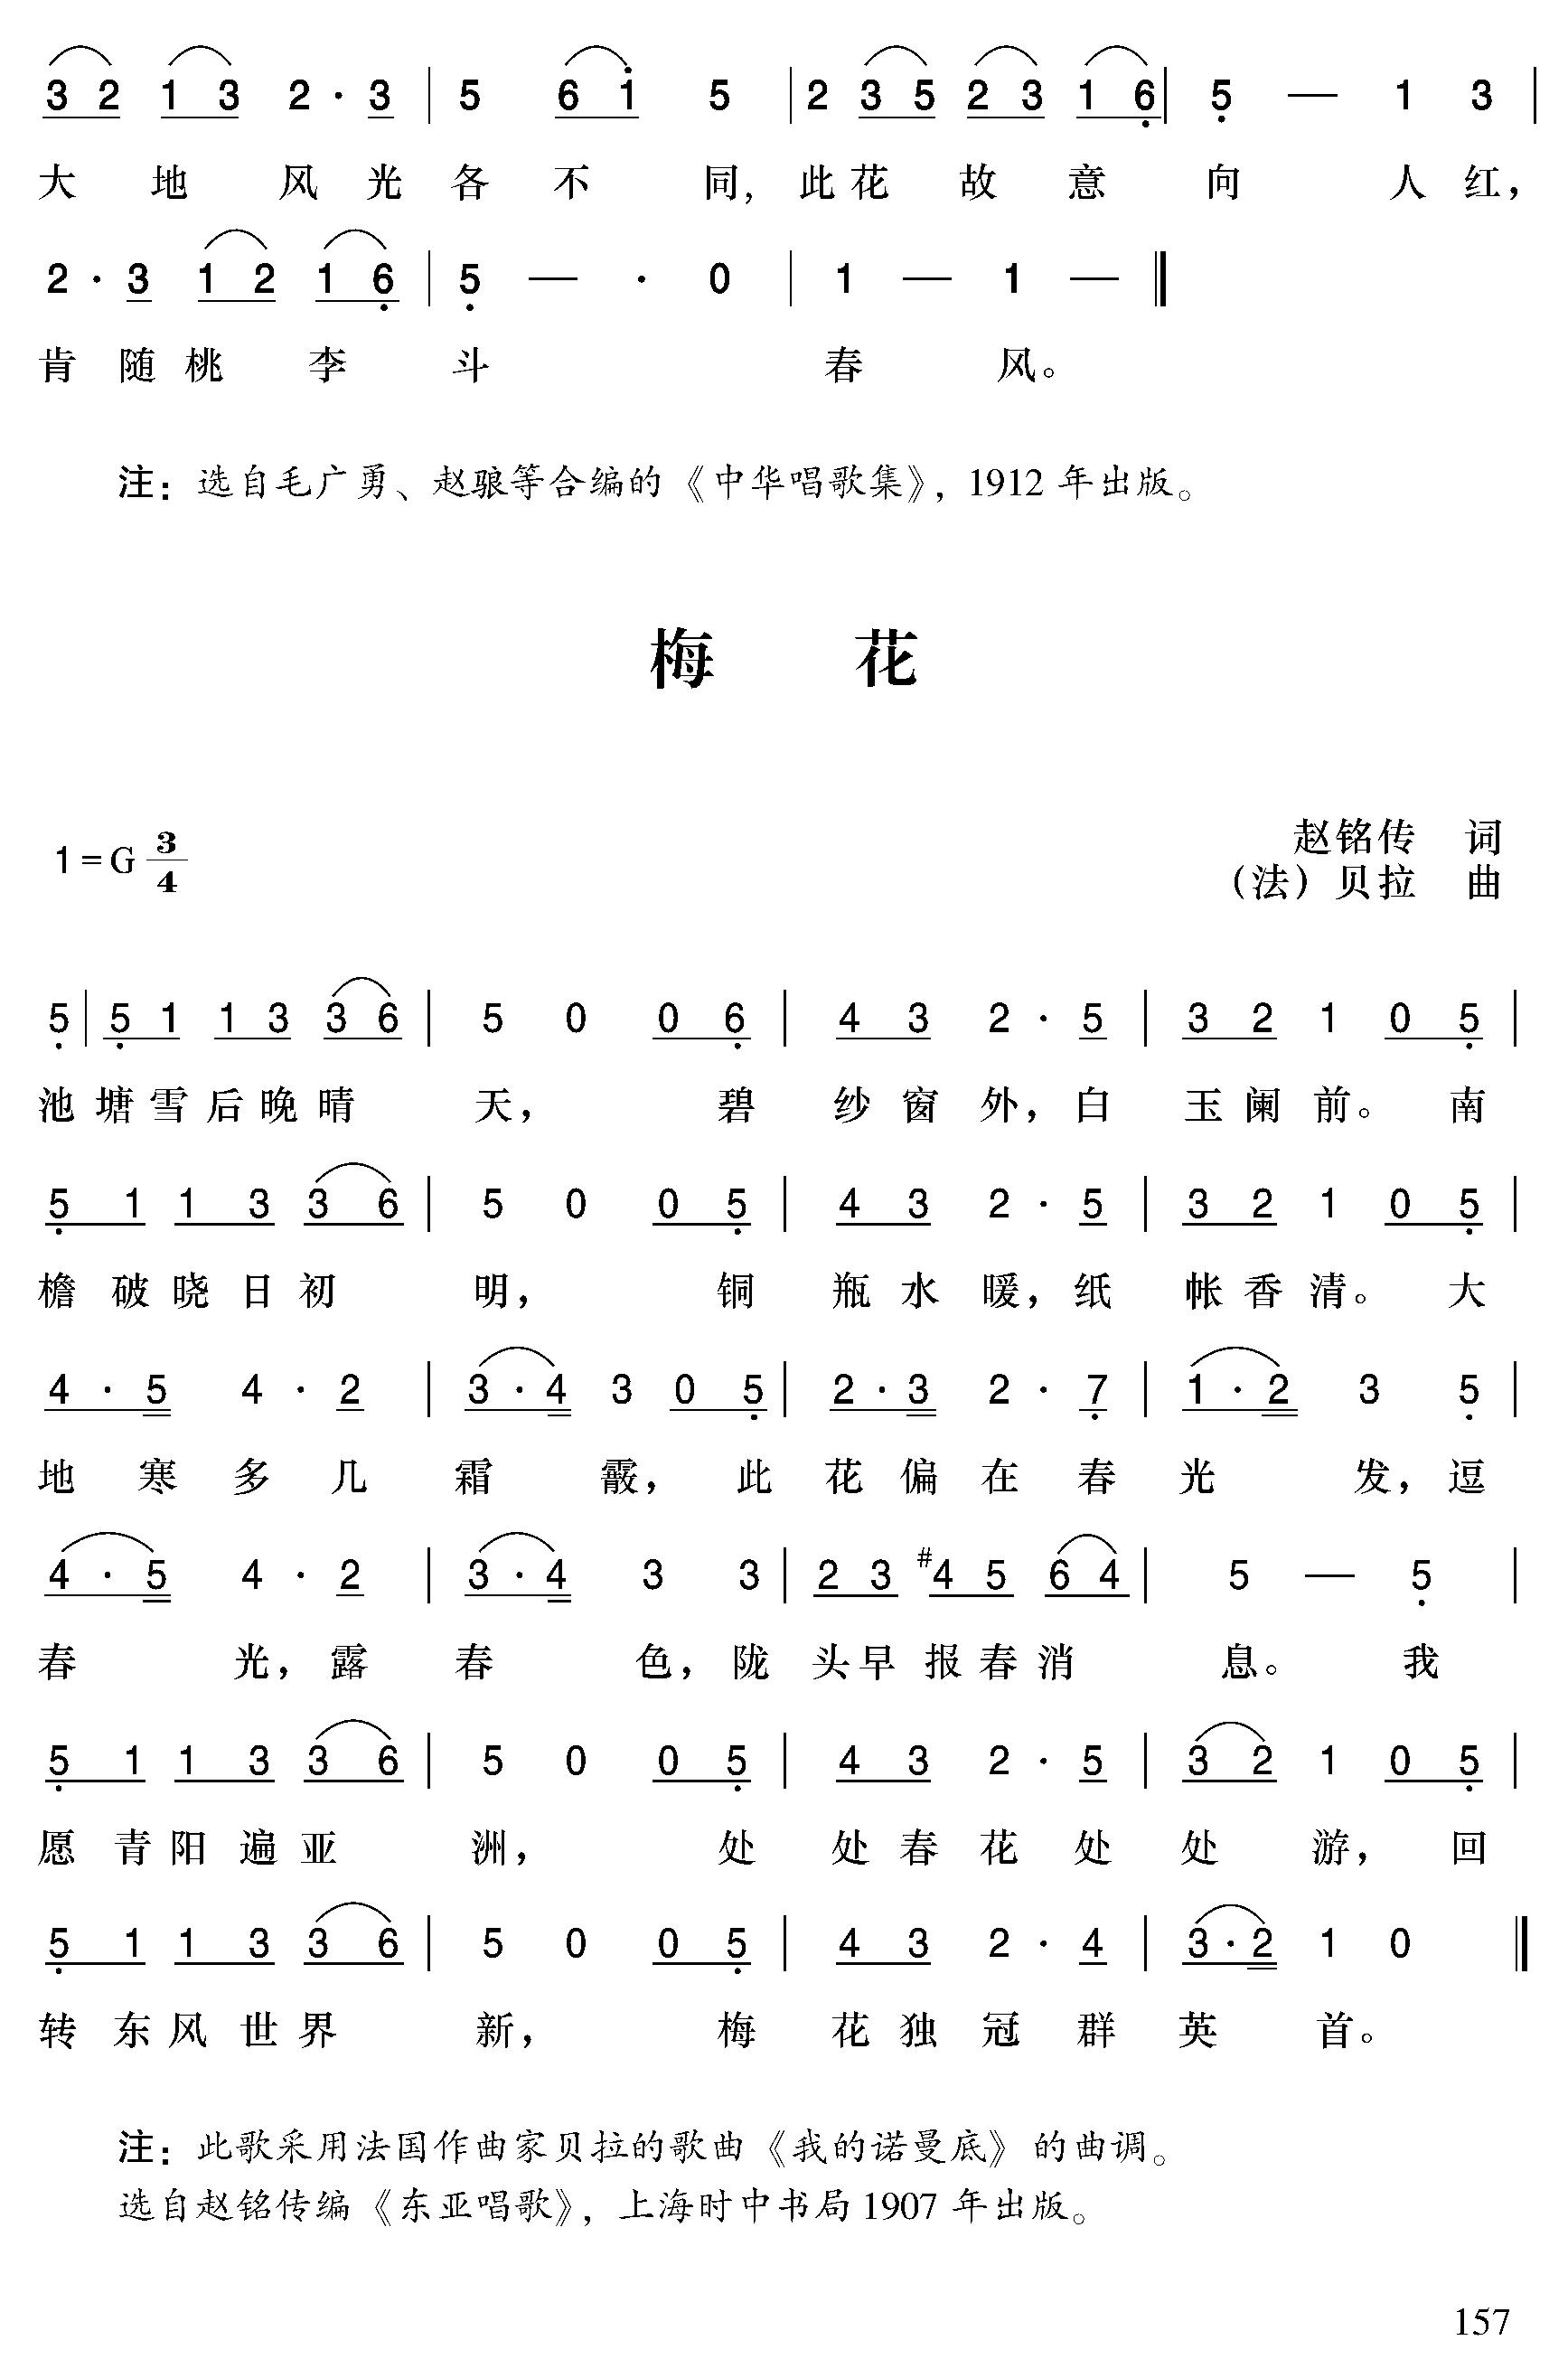 3 2 1 3 2 · 3 | 5 6 1 5 | 2 3 5 2 3 1 6 | 5 — 1 3 |
大 地 风 光 各 不 同, 此 花 故 意 向 人 红,
2 · 3 1 2 1 6 | 5 — · 0 | 1 — 1 — ‖
肯 随 桃 李 斗 春 风。
注：选自毛广勇、赵骏等合编的《中华唱歌集》, 1912 年出版。
梅 花
1 = G 3/4
赵铭传 词
（法）贝拉 曲
5 | 5 1 1 3 3 6 | 5 0 0 6 | 4 3 2 · 5 | 3 2 1 0 5 |
池 塘 雪 后 晚 晴 天, 碧 纱 窗 外, 白 玉 阑 前。 南
5 1 1 3 3 6 | 5 0 0 5 | 4 3 2 · 5 | 3 2 1 0 5 |
檐 破 晓 日 初 明, 铜 瓶 水 暖, 纸 帐 香 清。 大
4 · 5 4 · 2 | 3 · 4 3 0 5 | 2 · 3 2 · 7 | 1 · 2 3 5 |
地 寒 多 几 霜 霰, 此 花 偏 在 春 光 发, 逗
4 · 5 4 · 2 | 3 · 4 3 3 | 2 3 #4 5 6 4 | 5 — 5 |
春 光, 露 春 色, 陇 头 早 报 春 消 息。 我
5 1 1 3 3 6 | 5 0 0 5 | 4 3 2 · 5 | 3 2 1 0 5 |
愿 青 阳 遍 亚 洲, 处 处 春 花 处 处 游, 回
5 1 1 3 3 6 | 5 0 0 5 | 4 3 2 · 4 | 3 · 2 1 0 ‖
转 东 风 世 界 新, 梅 花 独 冠 群 英 首。
注：此歌采用法国作曲家贝拉的歌曲《我的诺曼底》的曲调。
选自赵铭传编《东亚唱歌》, 上海时中书局 1907 年出版。
157